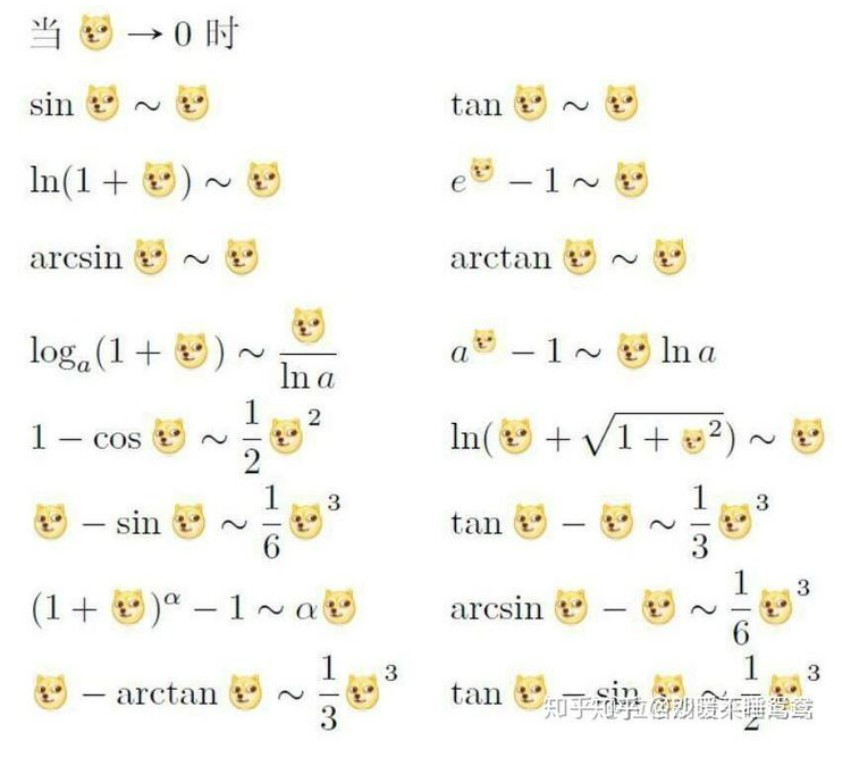 当 🐶 → 0 时
sin 🐶 ~ 🐶    tan 🐶 ~ 🐶
ln(1 + 🐶) ~ 🐶    e^🐶 − 1 ~ 🐶
arcsin 🐶 ~ 🐶    arctan 🐶 ~ 🐶
logₐ(1 + 🐶) ~ 🐶/ln a    a^🐶 − 1 ~ 🐶 ln a
1 − cos 🐶 ~ 1/2 🐶²    ln(🐶 + √(1 + 🐶²)) ~ 🐶
🐶 − sin 🐶 ~ 1/6 🐶³    tan 🐶 − 🐶 ~ 1/3 🐶³
(1 + 🐶)^α − 1 ~ α🐶    arcsin 🐶 − 🐶 ~ 1/6 🐶³
🐶 − arctan 🐶 ~ 1/3 🐶³    tan 🐶 − sin 🐶 ~ 1/2 🐶³
知乎